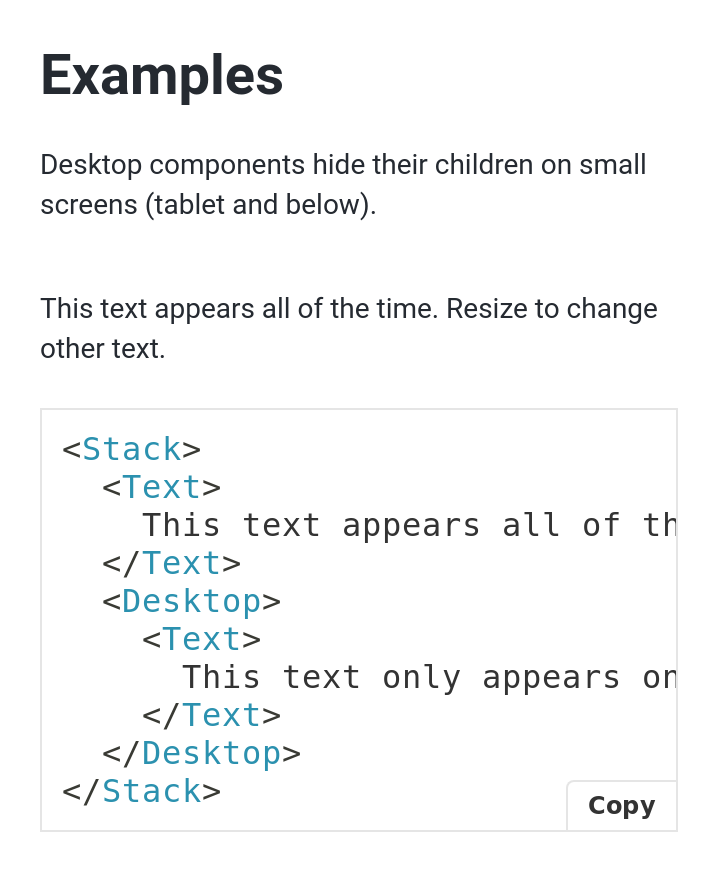 Examples
Desktop components hide their children on small
screens (tablet and below).
This text appears all of the time. Resize to change
other text.
<Stack>
  <Text>
    This text appears all of th
  </Text>
  <Desktop>
    <Text>
      This text only appears on
    </Text>
  </Desktop>
</Stack>
Copy